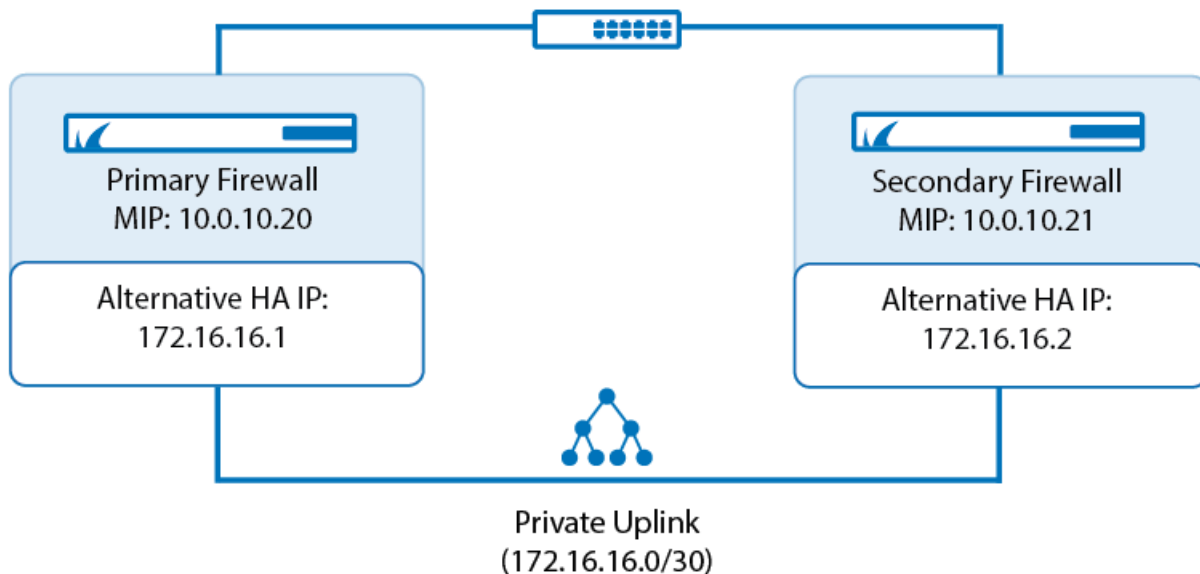 Primary Firewall
MIP: 10.0.10.20
Alternative HA IP:
172.16.16.1
Secondary Firewall
MIP: 10.0.10.21
Alternative HA IP:
172.16.16.2
Private Uplink
(172.16.16.0/30)